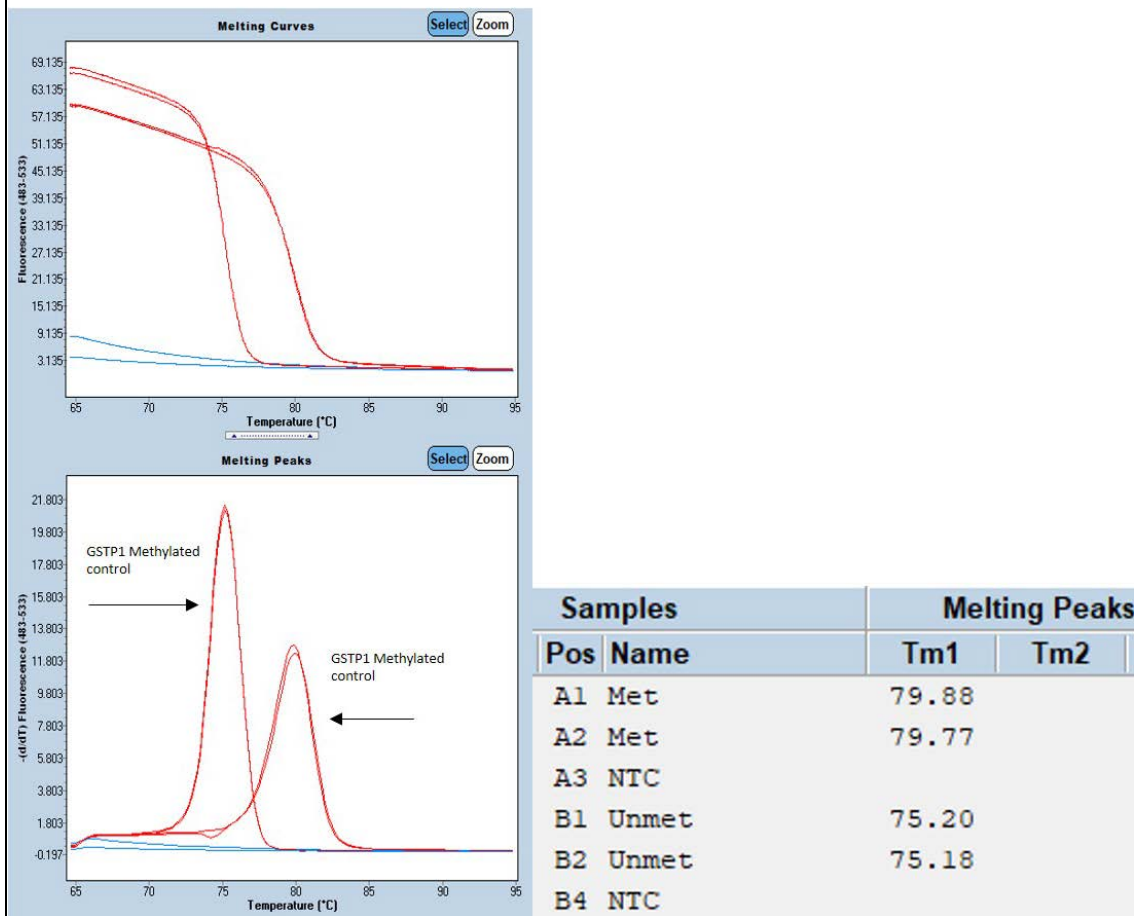 Melting Curves
Select
Zoom
69.135
63.135
57.135
51.135
45.135
39.135
33.135
27.135
21.135
15.135
9.135
3.135
Fluorescence (483-533)
65 70 75 80 85 90 95
Temperature (°C)
Melting Peaks
Select
Zoom
21.803
19.803
17.803
15.803
13.803
11.803
9.803
7.803
5.803
3.803
1.803
-0.197
-(d/dT) Fluorescence (483-533)
GSTP1 Methylated
control
GSTP1 Methylated
control
65 70 75 80 85 90 95
Temperature (°C)
Samples Melting Peaks
Pos Name Tm1 Tm2
A1 Met 79.88
A2 Met 79.77
A3 NTC
B1 Unmet 75.20
B2 Unmet 75.18
B4 NTC